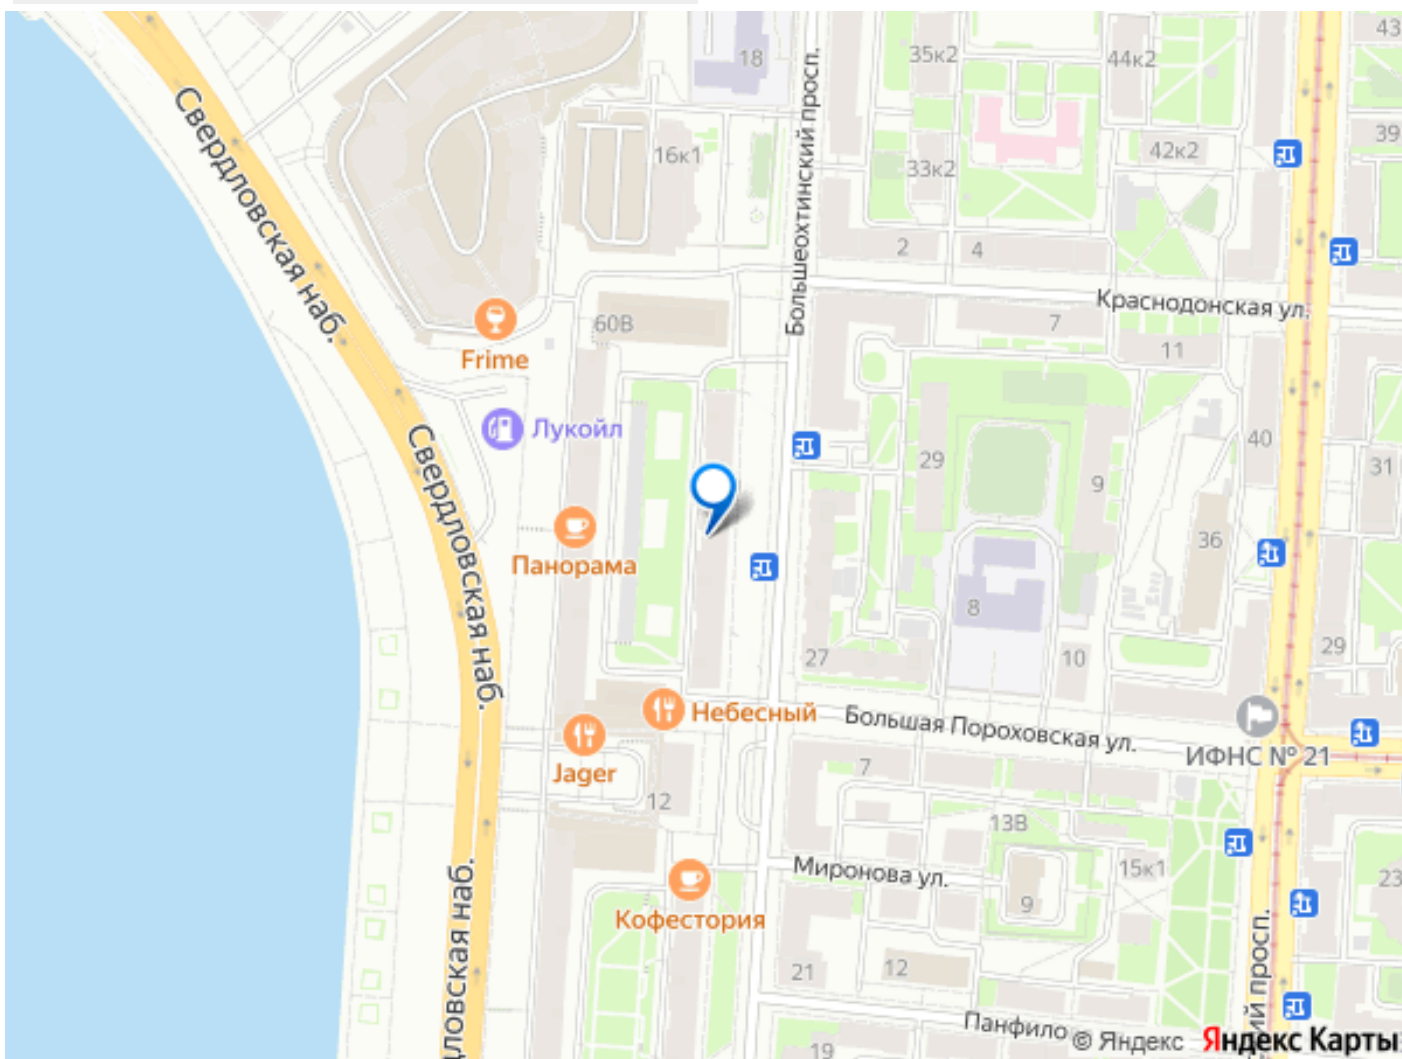 18
35к2
44к2
43
Свердловская наб.
Большеохтинский просп.
16к1
33к2
42к2
39
2
4
Краснодонская ул.
60В
7
11
Frime
Лукойл
Свердловская наб.
29
9
40
31
Панорама
36
8
27
10
29
Небесный
Большая Пороховская ул.
ИФНС № 21
Jager
7
12
13В
Миронова ул.
15к1
23
9
Кофестория
21
12
дловская наб.
ий просп.
Панфило
19
© Яндекс Яндекс Карты